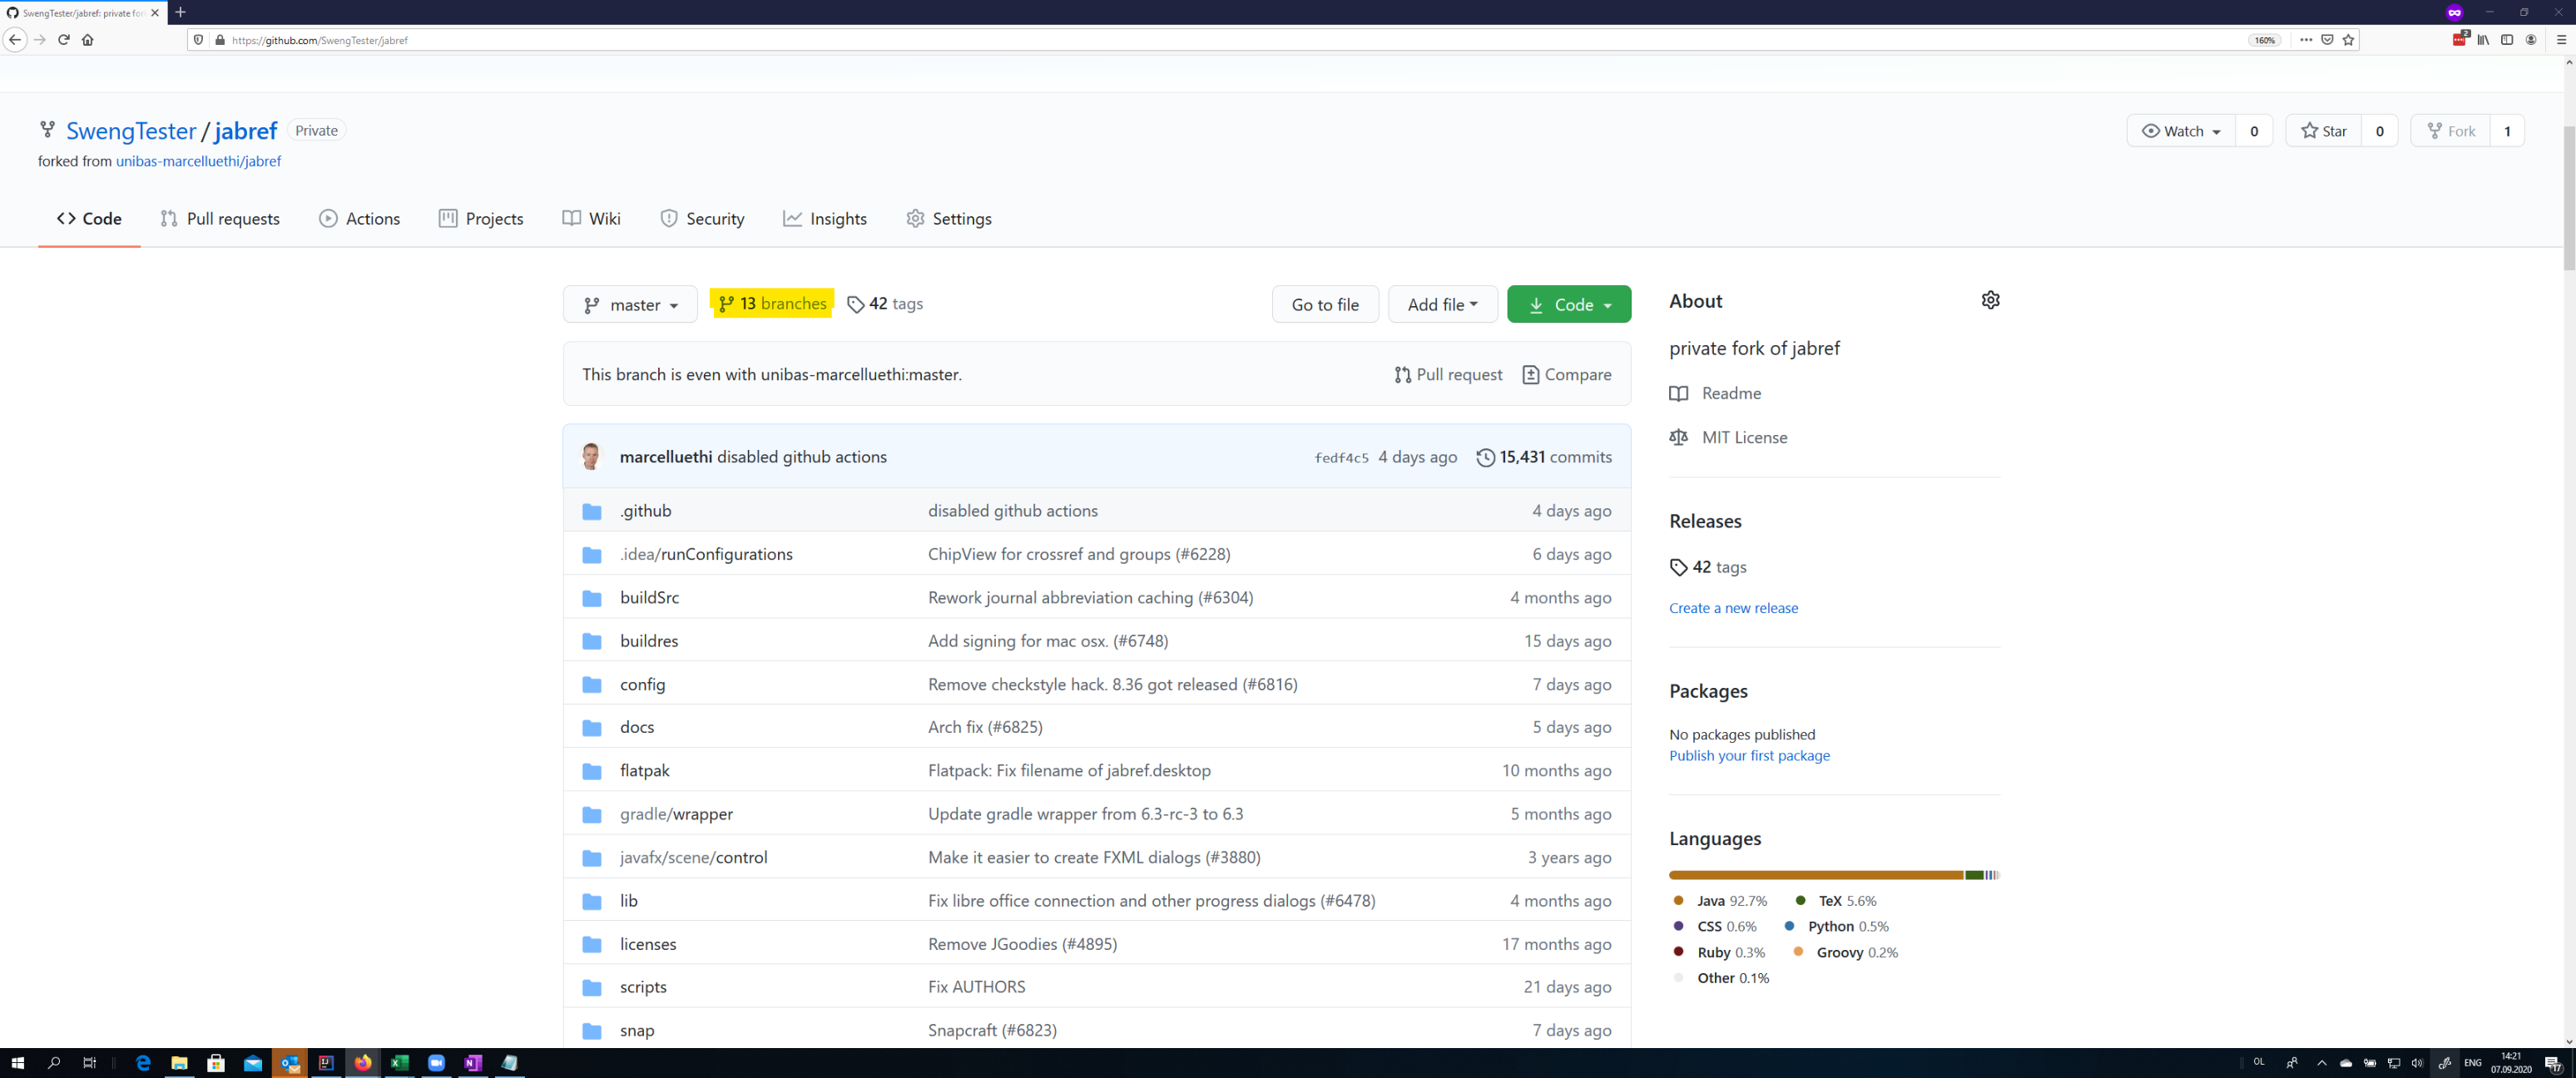 SwengTester/jabref: private for
https://github.com/SwengTester/jabref
160%
2
SwengTester / jabref Private
forked from unibas-marcelluethi/jabref
Watch 0 Star 0 Fork 1
Code Pull requests Actions Projects Wiki Security Insights Settings
master 13 branches 42 tags Go to file Add file Code
This branch is even with unibas-marcelluethi:master. Pull request Compare
marcelluethi disabled github actions fedf4c5 4 days ago 15,431 commits
.github disabled github actions 4 days ago
.idea/runConfigurations ChipView for crossref and groups (#6228) 6 days ago
buildSrc Rework journal abbreviation caching (#6304) 4 months ago
buildres Add signing for mac osx. (#6748) 15 days ago
config Remove checkstyle hack. 8.36 got released (#6816) 7 days ago
docs Arch fix (#6825) 5 days ago
flatpak Flatpack: Fix filename of jabref.desktop 10 months ago
gradle/wrapper Update gradle wrapper from 6.3-rc-3 to 6.3 5 months ago
javafx/scene/control Make it easier to create FXML dialogs (#3880) 3 years ago
lib Fix libre office connection and other progress dialogs (#6478) 4 months ago
licenses Remove JGoodies (#4895) 17 months ago
scripts Fix AUTHORS 21 days ago
snap Snapcraft (#6823) 7 days ago
About
private fork of jabref
Readme
MIT License
Releases
42 tags
Create a new release
Packages
No packages published
Publish your first package
Languages
Java 92.7% TeX 5.6%
CSS 0.6% Python 0.5%
Ruby 0.3% Groovy 0.2%
Other 0.1%
OL ENG 14:21
07.09.2020
17